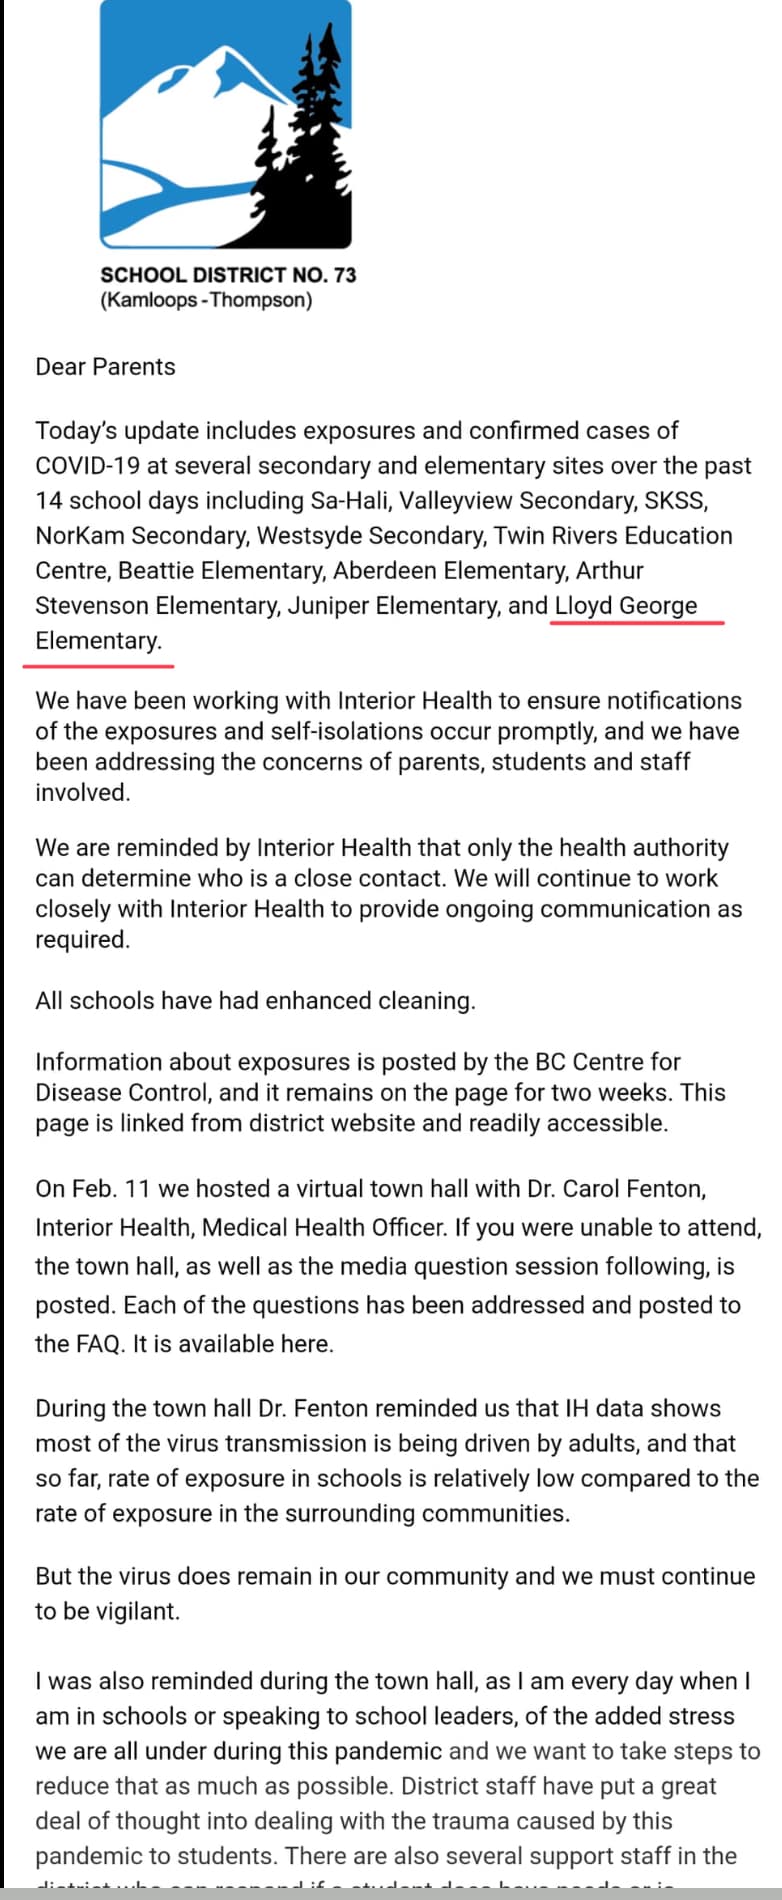 SCHOOL DISTRICT NO. 73
(Kamloops-Thompson)
Dear Parents
Today's update includes exposures and confirmed cases of
COVID-19 at several secondary and elementary sites over the past
14 school days including Sa-Hali, Valleyview Secondary, SKSS,
NorKam Secondary, Westsyde Secondary, Twin Rivers Education
Centre, Beattie Elementary, Aberdeen Elementary, Arthur
Stevenson Elementary, Juniper Elementary, and Lloyd George
Elementary.
We have been working with Interior Health to ensure notifications
of the exposures and self-isolations occur promptly, and we have
been addressing the concerns of parents, students and staff
involved.
We are reminded by Interior Health that only the health authority
can determine who is a close contact. We will continue to work
closely with Interior Health to provide ongoing communication as
required.
All schools have had enhanced cleaning.
Information about exposures is posted by the BC Centre for
Disease Control, and it remains on the page for two weeks. This
page is linked from district website and readily accessible.
On Feb. 11 we hosted a virtual town hall with Dr. Carol Fenton,
Interior Health, Medical Health Officer. If you were unable to attend,
the town hall, as well as the media question session following, is
posted. Each of the questions has been addressed and posted to
the FAQ. It is available here.
During the town hall Dr. Fenton reminded us that IH data shows
most of the virus transmission is being driven by adults, and that
so far, rate of exposure in schools is relatively low compared to the
rate of exposure in the surrounding communities.
But the virus does remain in our community and we must continue
to be vigilant.
I was also reminded during the town hall, as I am every day when I
am in schools or speaking to school leaders, of the added stress
we are all under during this pandemic and we want to take steps to
reduce that as much as possible. District staff have put a great
deal of thought into dealing with the trauma caused by this
pandemic to students. There are also several support staff in the